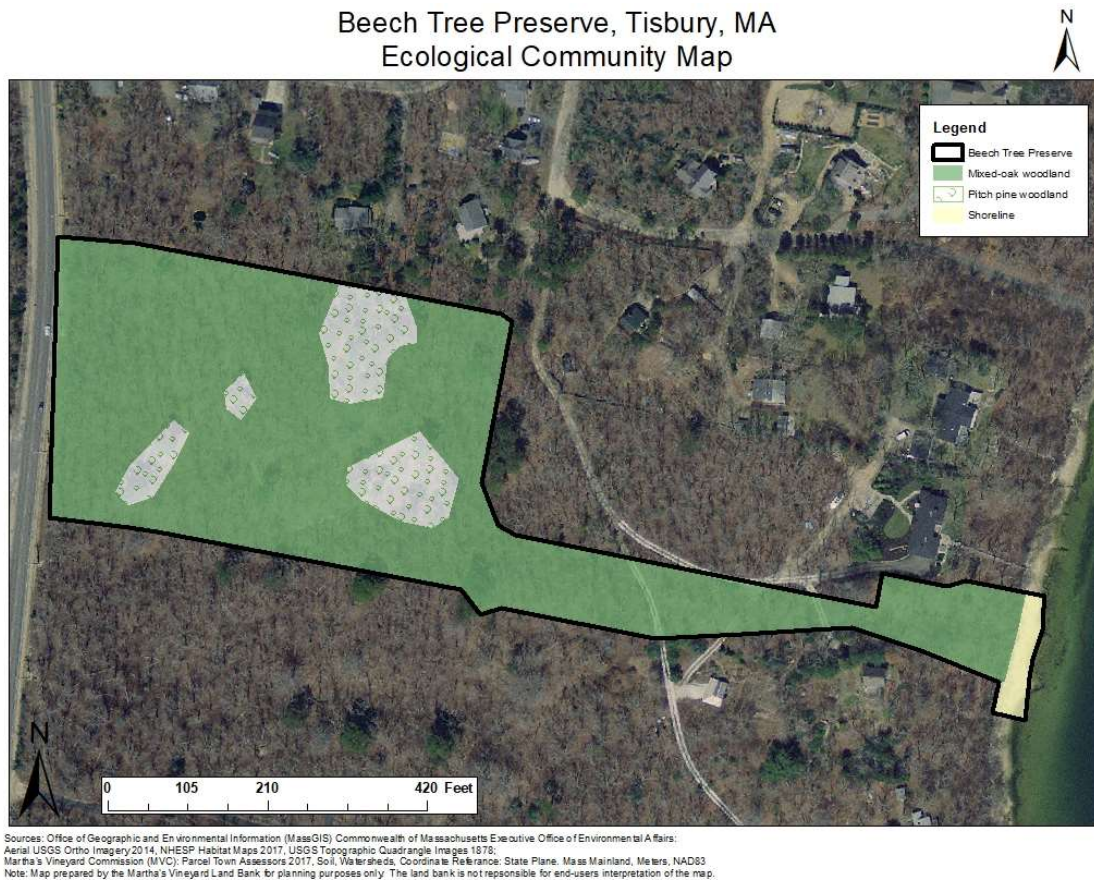 Beech Tree Preserve, Tisbury, MA
Ecological Community Map
N
Legend
Beech Tree Preserve
Mixed-oak woodland
Pitch pine woodland
Shoreline
N
0 105 210 420 Feet
Sources: Office of Geographic and Environmental Information (MassGIS) Commonwealth of Massachusetts Executive Office of Environmental Affairs:
Aerial USGS Ortho Imagery 2014, NHESP Habitat Maps 2017, USGS Topographic Quadrangle Images 1878;
Martha's Vineyard Commission (MVC): Parcel Town Assessors 2017, Soil, Watersheds, Coordinate Referance: State Plane. Mass Mainland, Meters, NAD83
Note: Map prepared by the Martha's Vineyard Land Bank for planning purposes only. The land bank is not repsonsible for end-users interpretation of the map.